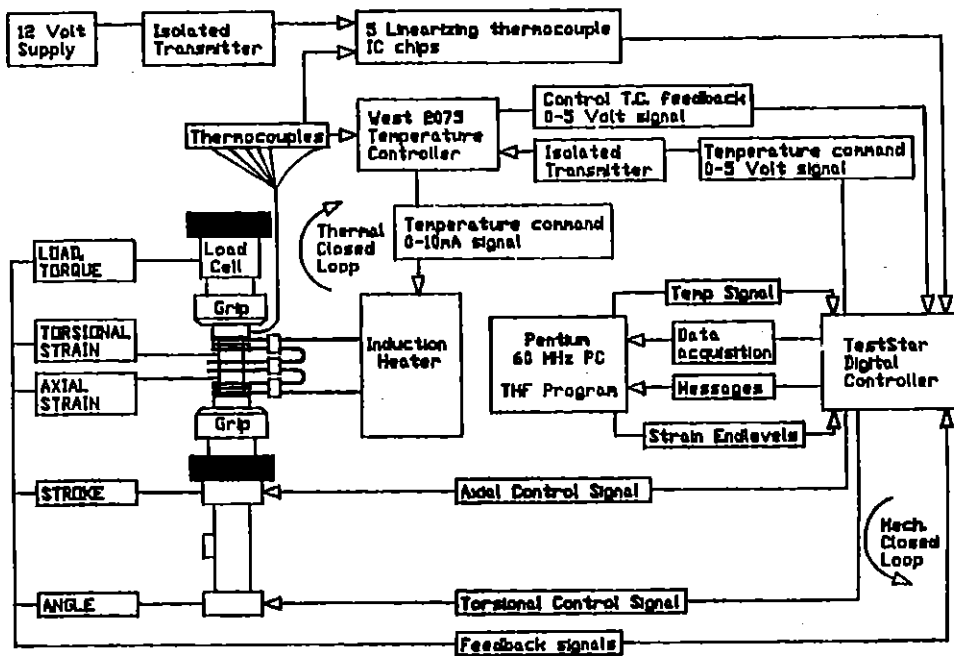 12 Volt
Supply
Isolated
Transmitter
5 Linearizing thermocouple
IC chips
Thermocouples
West 2075
Temperature
Controller
Control T.C. feedback
0-5 Volt signal
Isolated
Transmitter
Temperature command
0-5 Volt signal
Thermal
Closed
Loop
Temperature command
0-10mA signal
LOAD,
TORQUE
Load
Cell
Grip
TORSIONAL
STRAIN
AXIAL
STRAIN
Grip
Induction
Heater
Pentium
60 MHz PC
TMF Program
Temp Signal
Data
acquisition
Messages
Strain Endlevels
TestStar
Digital
Controller
STROKE
Axial Control Signal
Mech.
Closed
Loop
ANGLE
Torsional Control Signal
Feedback signals